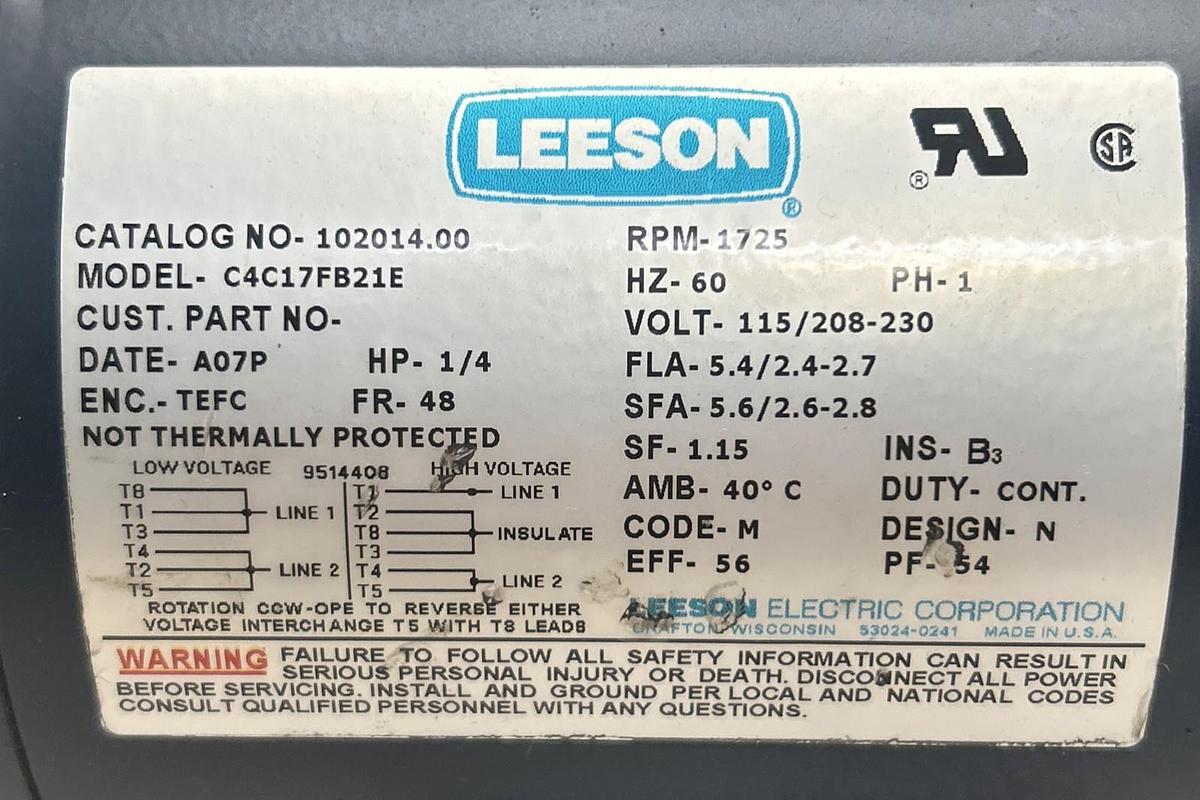 LEESON
®
UR
®
SA
CATALOG NO- 102014.00
MODEL- C4C17FB21E
CUST. PART NO-
DATE- A07P HP- 1/4
ENC.- TEFC FR- 48
NOT THERMALLY PROTECTED
RPM- 1725
HZ- 60 PH- 1
VOLT- 115/208-230
FLA- 5.4/2.4-2.7
SFA- 5.6/2.6-2.8
SF- 1.15 INS- B3
AMB- 40° C DUTY- CONT.
CODE- M DESIGN- N
EFF- 56 PF- 54
LOW VOLTAGE 9514408 HIGH VOLTAGE
T8
T1 LINE 1
T3
T4
T2 LINE 2
T5
T1 LINE 1
T2
T8 INSULATE
T3
T4
T5 LINE 2
ROTATION CCW-OPE TO REVERSE EITHER
VOLTAGE INTERCHANGE T5 WITH T8 LEADS
LEESON ELECTRIC CORPORATION
GRAFTON WISCONSIN 53024-0241 MADE IN U.S.A.
WARNING FAILURE TO FOLLOW ALL SAFETY INFORMATION CAN RESULT IN
SERIOUS PERSONAL INJURY OR DEATH. DISCONNECT ALL POWER
BEFORE SERVICING. INSTALL AND GROUND PER LOCAL AND NATIONAL CODES
CONSULT QUALIFIED PERSONNEL WITH ANY QUESTIONS.